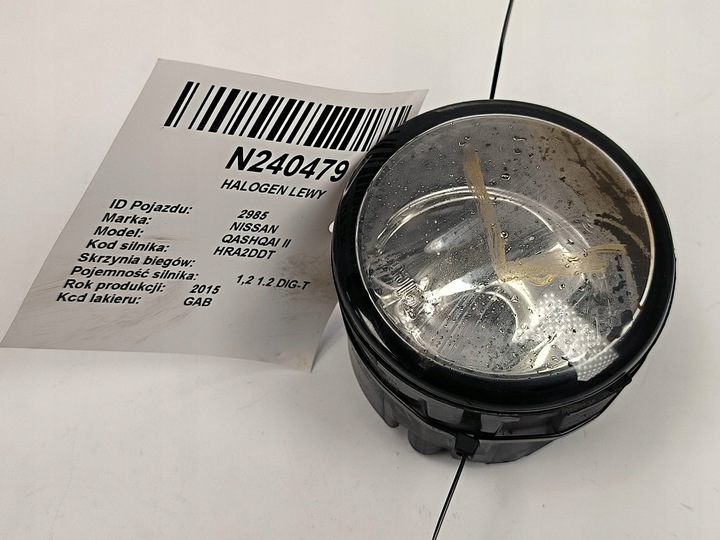 N240479
HALOGEN LEWY
ID Pojazdu: 2985
Marka: NISSAN
Model: QASHQAI II
Kod silnika: HRA2DDT
Skrzynia biegów:
Pojemność silnika: 1,2 1.2 DIG-T
Rok produkcji: 2015
Kod lakieru: GAB
L